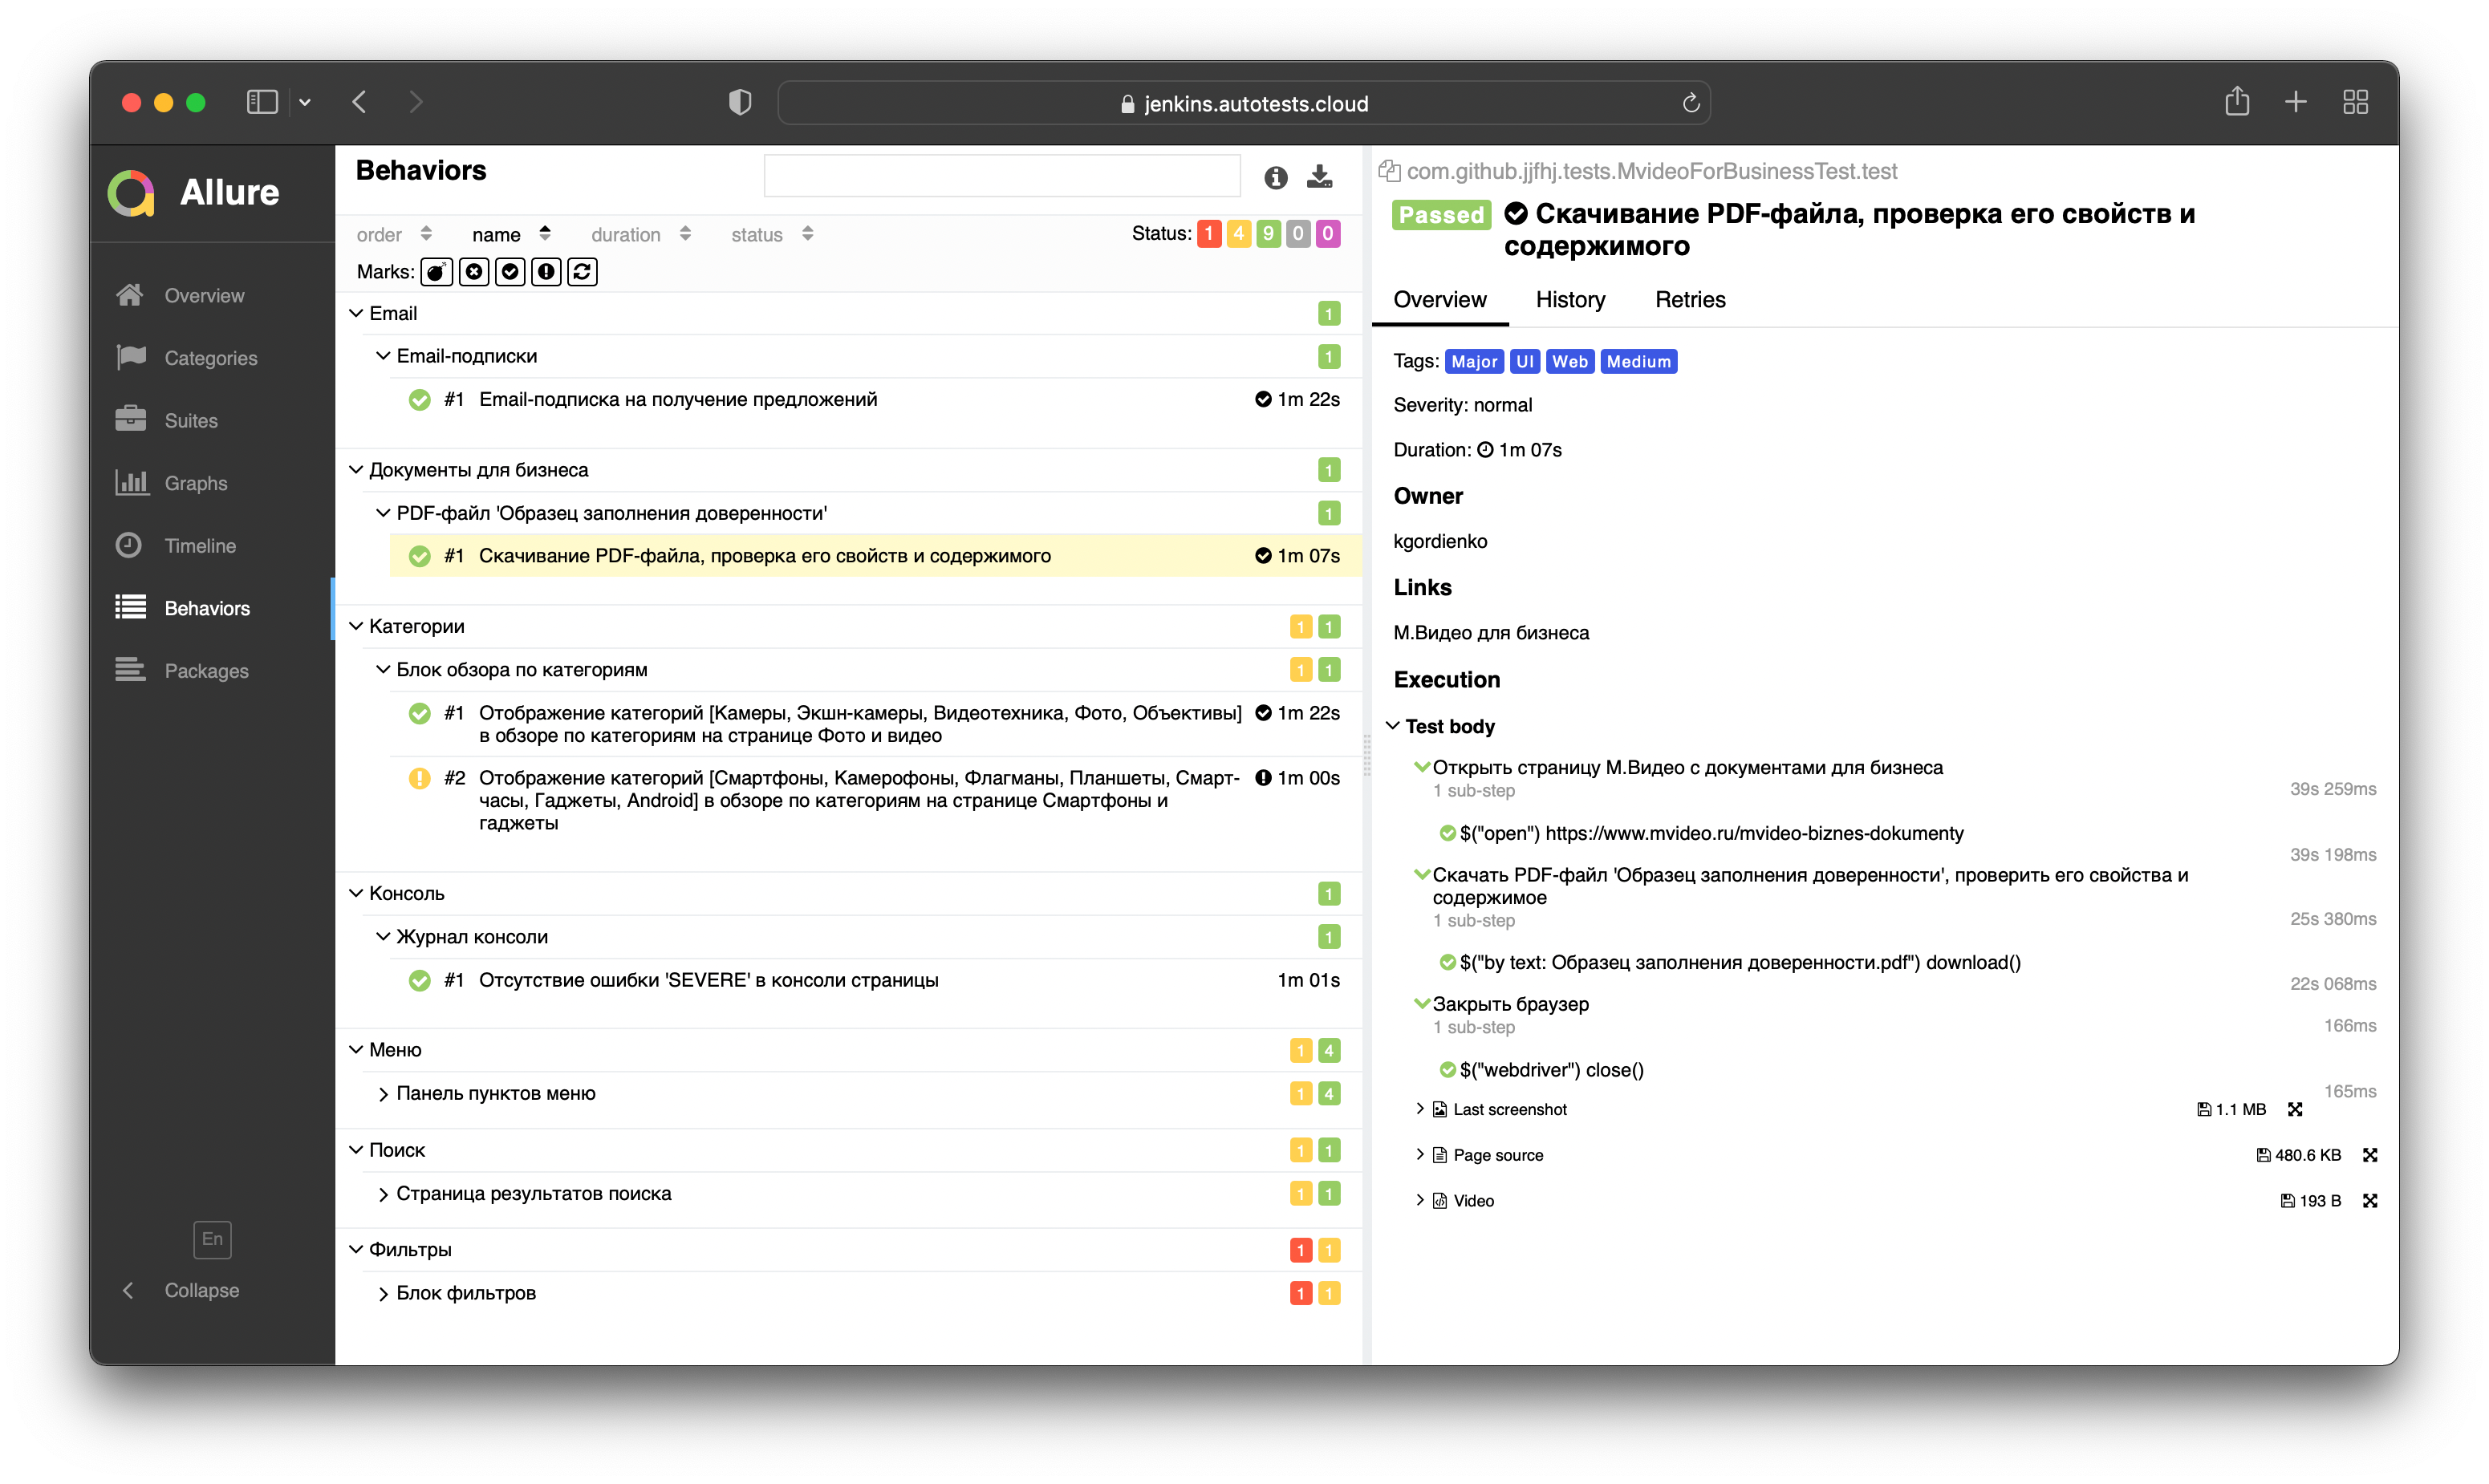 jenkins.autotests.cloud
Allure
Overview
Categories
Suites
Graphs
Timeline
Behaviors
Packages
En
Collapse
Behaviors
order name duration status
Status: 1 4 9 0 0
Marks:
Email 1
Email-подписки 1
#1 Email-подписка на получение предложений 1m 22s
Документы для бизнеса 1
PDF-файл 'Образец заполнения доверенности' 1
#1 Скачивание PDF-файла, проверка его свойств и содержимого 1m 07s
Категории 1 1
Блок обзора по категориям 1 1
#1 Отображение категорий [Камеры, Экшн-камеры, Видеотехника, Фото, Объективы] 1m 22s
в обзоре по категориям на странице Фото и видео
#2 Отображение категорий [Смартфоны, Камерофоны, Флагманы, Планшеты, Смарт- 1m 00s
часы, Гаджеты, Android] в обзоре по категориям на странице Смартфоны и
гаджеты
Консоль 1
Журнал консоли 1
#1 Отсутствие ошибки 'SEVERE' в консоли страницы 1m 01s
Меню 1 4
Панель пунктов меню 1 4
Поиск 1 1
Страница результатов поиска 1 1
Фильтры 1 1
Блок фильтров 1 1
com.github.jjfhj.tests.MvideoForBusinessTest.test
Passed Скачивание PDF-файла, проверка его свойств и
содержимого
Overview History Retries
Tags: Major UI Web Medium
Severity: normal
Duration: 1m 07s
Owner
kgordienko
Links
М.Видео для бизнеса
Execution
Test body
Открыть страницу М.Видео с документами для бизнеса
1 sub-step 39s 259ms
$("open") https://www.mvideo.ru/mvideo-biznes-dokumenty
39s 198ms
Скачать PDF-файл 'Образец заполнения доверенности', проверить его свойства и
содержимое
1 sub-step 25s 380ms
$("by text: Образец заполнения доверенности.pdf") download()
22s 068ms
Закрыть браузер
1 sub-step 166ms
$("webdriver") close()
165ms
Last screenshot 1.1 MB
Page source 480.6 KB
Video 193 B